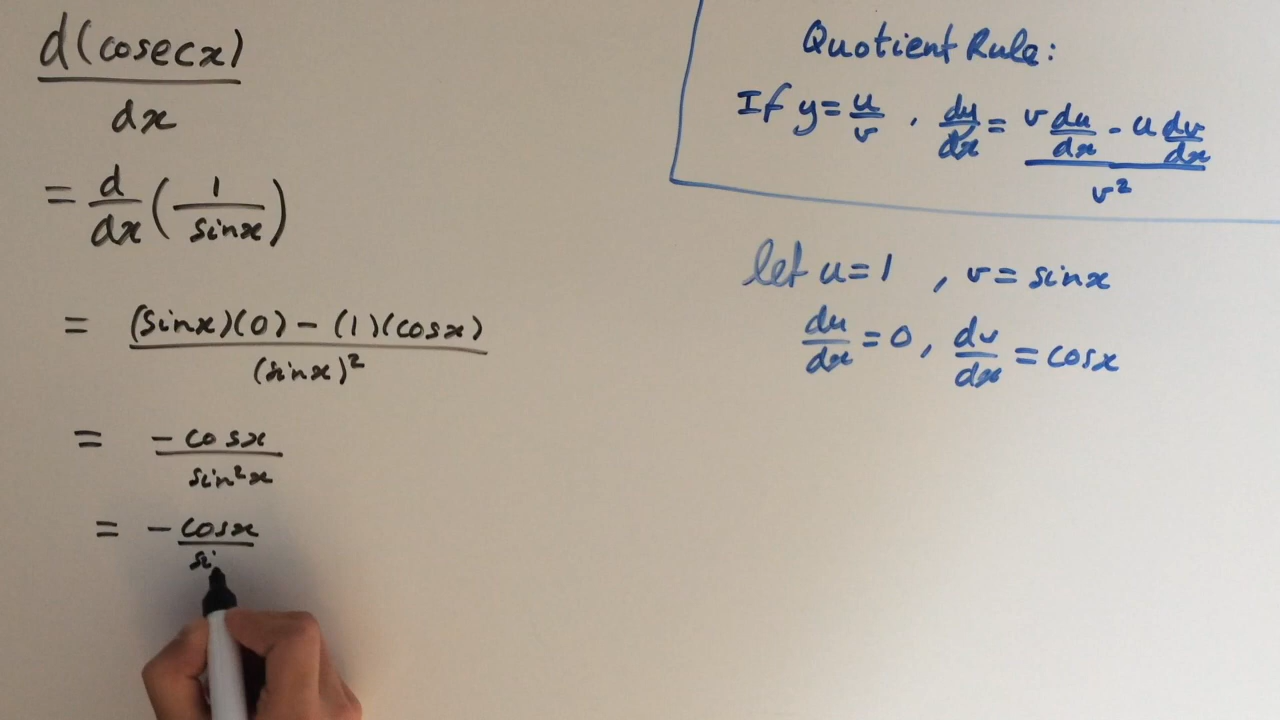 d(cosecx)
dx
= d/dx (1/sinx)
= (sinx)(0) - (1)(cosx)
(sinx)²
= -cosx
sin²x
= - cosx
si
Quotient Rule:
If y = u/v , dy/dx = v du/dx - u dv/dx
v²
let u = 1 , v = sinx
du/dx = 0 , dv/dx = cosx